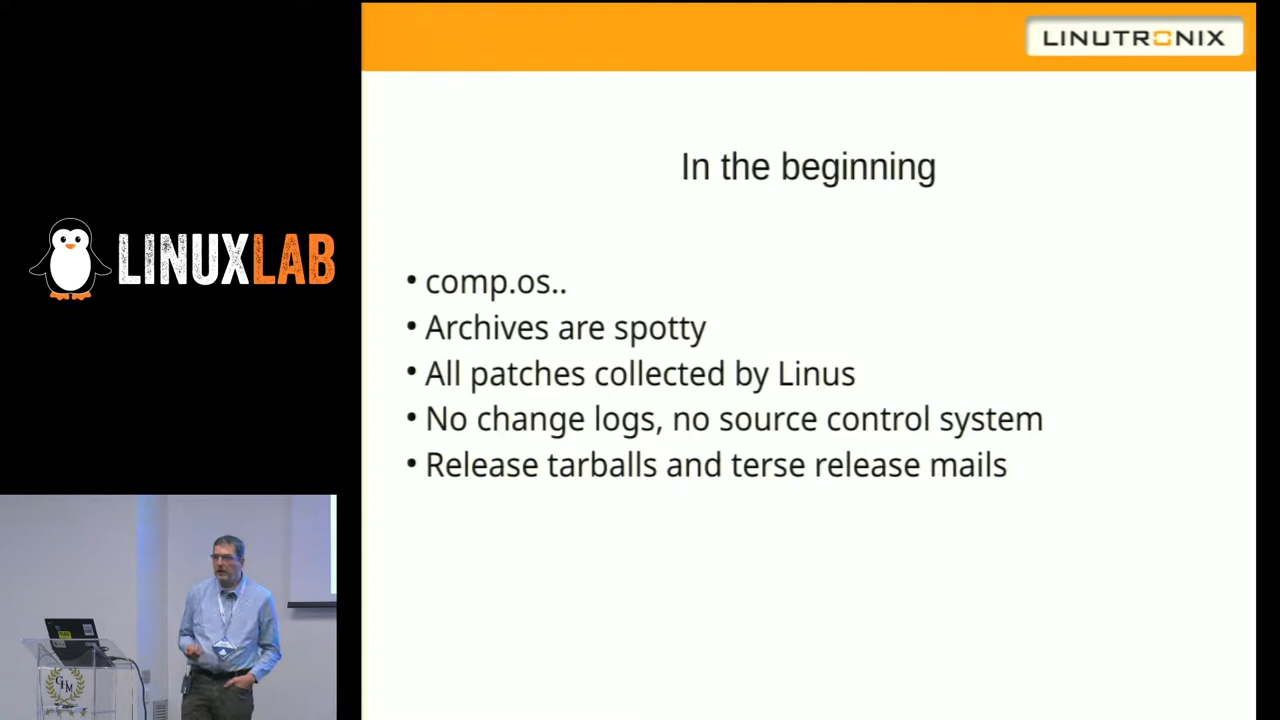 LINUTRONIX
In the beginning
• comp.os..
• Archives are spotty
• All patches collected by Linus
• No change logs, no source control system
• Release tarballs and terse release mails
LINUXLAB
GHM